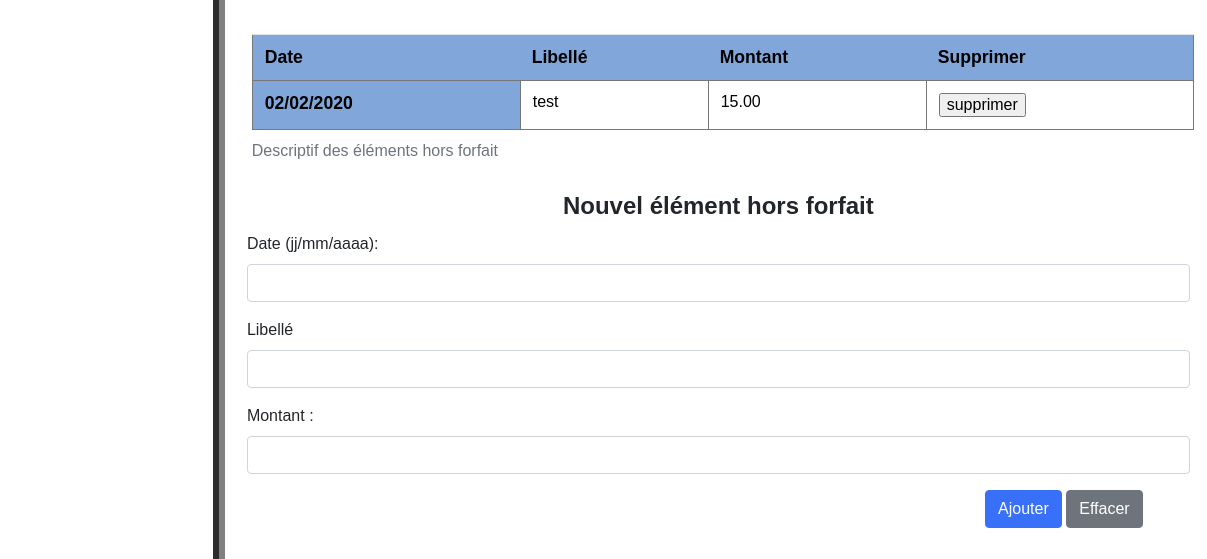 Date Libellé Montant Supprimer
02/02/2020 test 15.00 supprimer
Descriptif des éléments hors forfait
Nouvel élément hors forfait
Date (jj/mm/aaaa):
Libellé
Montant :
Ajouter Effacer